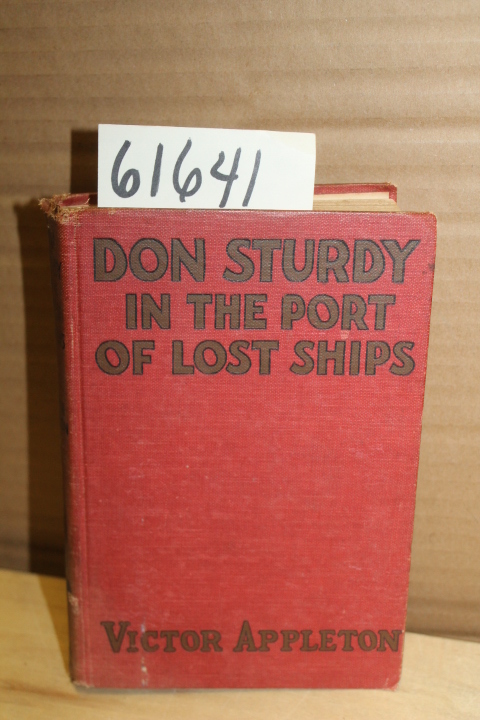 61641
DON STURDY
IN THE PORT
OF LOST SHIPS
VICTOR APPLETON